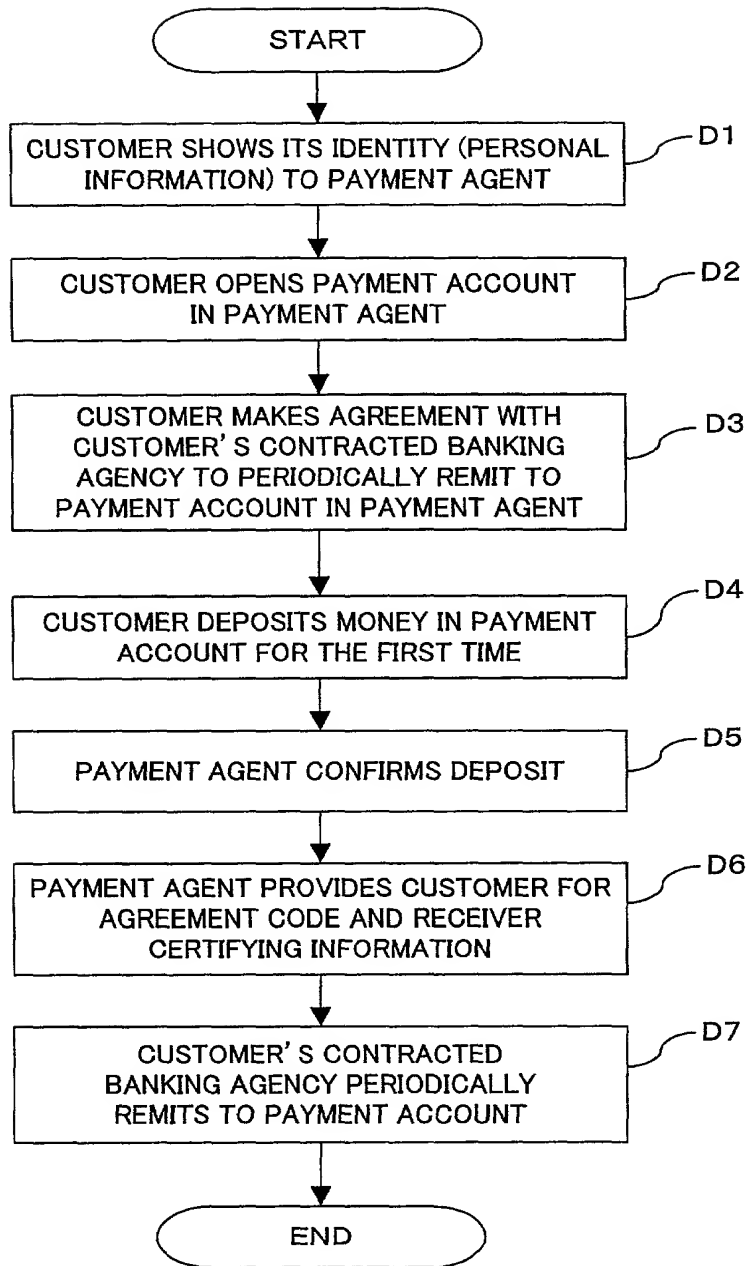 START
CUSTOMER SHOWS ITS IDENTITY (PERSONAL
INFORMATION) TO PAYMENT AGENT
D1
CUSTOMER OPENS PAYMENT ACCOUNT
IN PAYMENT AGENT
D2
CUSTOMER MAKES AGREEMENT WITH
CUSTOMER'S CONTRACTED BANKING
AGENCY TO PERIODICALLY REMIT TO
PAYMENT ACCOUNT IN PAYMENT AGENT
D3
CUSTOMER DEPOSITS MONEY IN PAYMENT
ACCOUNT FOR THE FIRST TIME
D4
PAYMENT AGENT CONFIRMS DEPOSIT
D5
PAYMENT AGENT PROVIDES CUSTOMER FOR
AGREEMENT CODE AND RECEIVER
CERTIFYING INFORMATION
D6
CUSTOMER'S CONTRACTED
BANKING AGENCY PERIODICALLY
REMITS TO PAYMENT ACCOUNT
D7
END